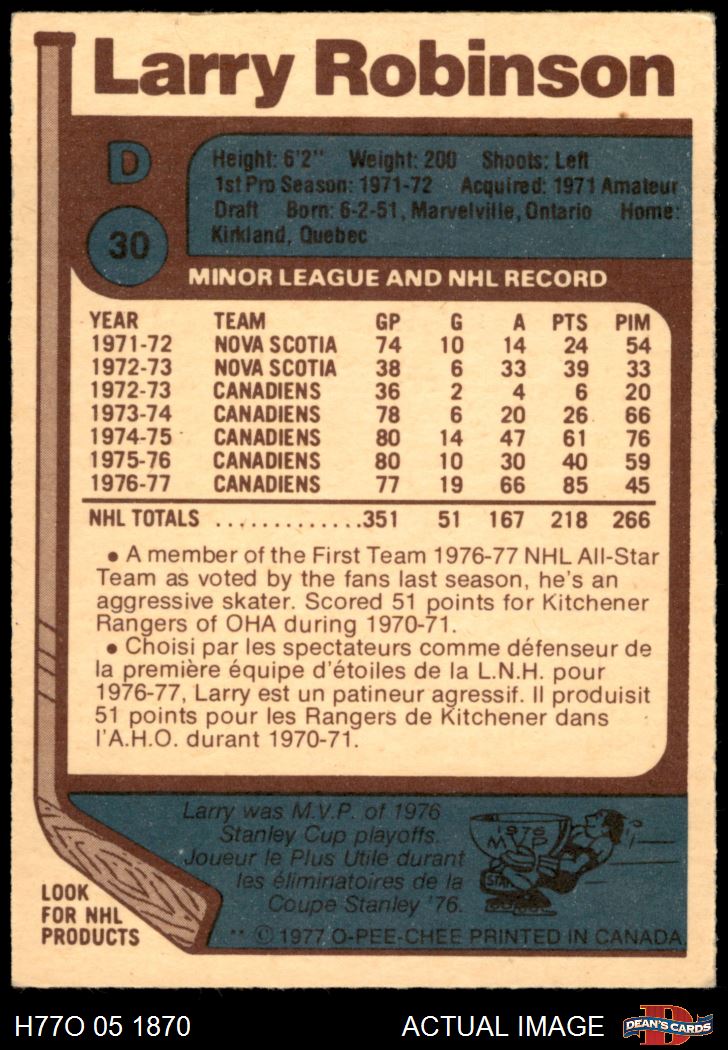 Larry Robinson
D
30
Height: 6'2" Weight: 200 Shoots: Left
1st Pro Season: 1971-72 Acquired: 1971 Amateur
Draft Born: 6-2-51, Marvelville, Ontario Home:
Kirkland, Quebec
MINOR LEAGUE AND NHL RECORD
YEAR TEAM GP G A PTS PIM
1971-72 NOVA SCOTIA 74 10 14 24 54
1972-73 NOVA SCOTIA 38 6 33 39 33
1972-73 CANADIENS 36 2 4 6 20
1973-74 CANADIENS 78 6 20 26 66
1974-75 CANADIENS 80 14 47 61 76
1975-76 CANADIENS 80 10 30 40 59
1976-77 CANADIENS 77 19 66 85 45
NHL TOTALS .............351 51 167 218 266
• A member of the First Team 1976-77 NHL All-Star
Team as voted by the fans last season, he's an
aggressive skater. Scored 51 points for Kitchener
Rangers of OHA during 1970-71.
• Choisi par les spectateurs comme défenseur de
la première équipe d'étoiles de la L.N.H. pour
1976-77, Larry est un patineur agressif. Il produisit
51 points pour les Rangers de Kitchener dans
l'A.H.O. durant 1970-71.
Larry was M.V.P. of 1976
Stanley Cup playoffs.
Joueur le Plus Utile durant
les éliminatoires de la
Coupe Stanley '76.
1976
MVP
LOOK
FOR NHL
PRODUCTS
** © 1977 O-PEE-CHEE PRINTED IN CANADA
H77O 05 1870 ACTUAL IMAGE
D
DEAN'S CARDS